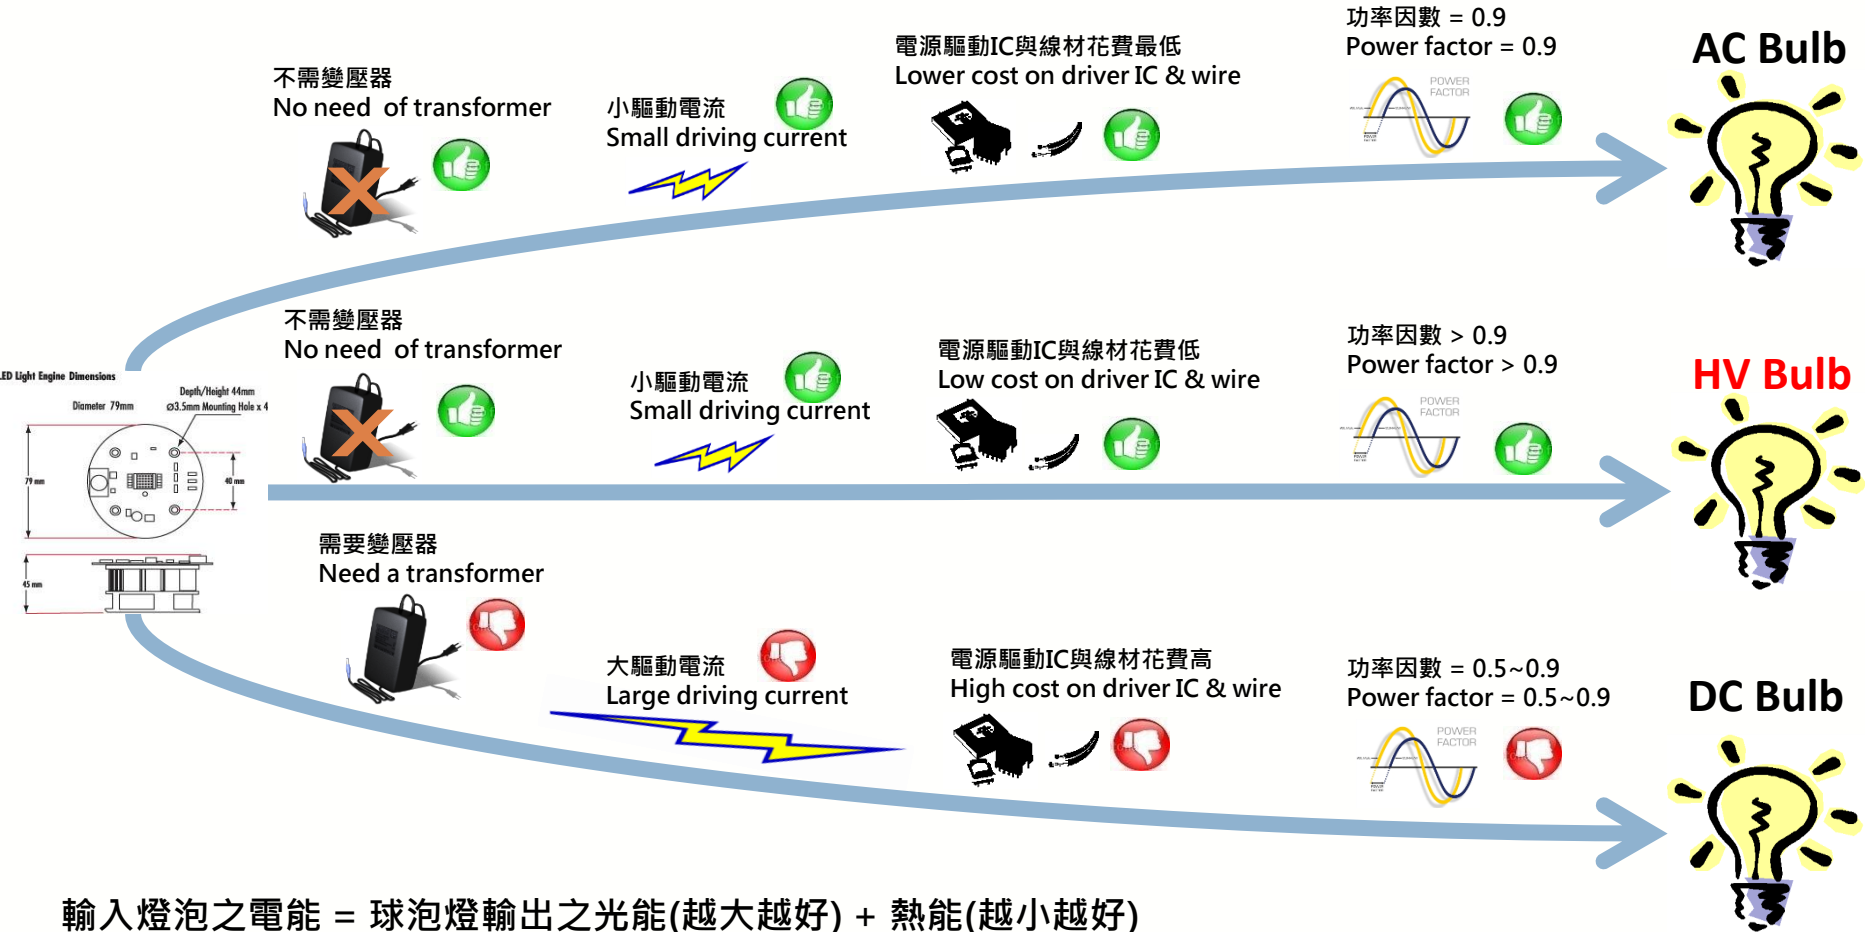 功率因數 = 0.9
Power factor = 0.9
AC Bulb
電源驅動IC與線材花費最低
Lower cost on driver IC & wire
不需變壓器
No need of transformer
小驅動電流
Small driving current
POWER
FACTOR
不需變壓器
No need of transformer
小驅動電流
Small driving current
電源驅動IC與線材花費低
Low cost on driver IC & wire
功率因數 > 0.9
Power factor > 0.9
POWER
FACTOR
HV Bulb
LED Light Engine Dimensions
Diameter 79mm
Depth/Height 44mm
Ø3.5mm Mounting Hole x 4
79 mm
40 mm
45 mm
需要變壓器
Need a transformer
大驅動電流
Large driving current
電源驅動IC與線材花費高
High cost on driver IC & wire
功率因數 = 0.5~0.9
Power factor = 0.5~0.9
POWER
FACTOR
DC Bulb
輸入燈泡之電能 = 球泡燈輸出之光能(越大越好) + 熱能(越小越好)